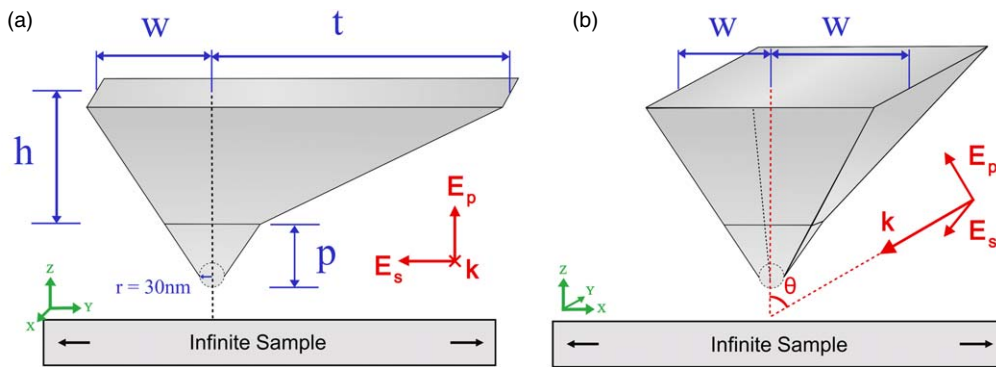 (a)
w
t
h
p
r = 30nm
E_p
E_s
k
Z
Y
X
Infinite Sample
(b)
w
w
E_p
k
E_s
θ
Z
Y
X
Infinite Sample